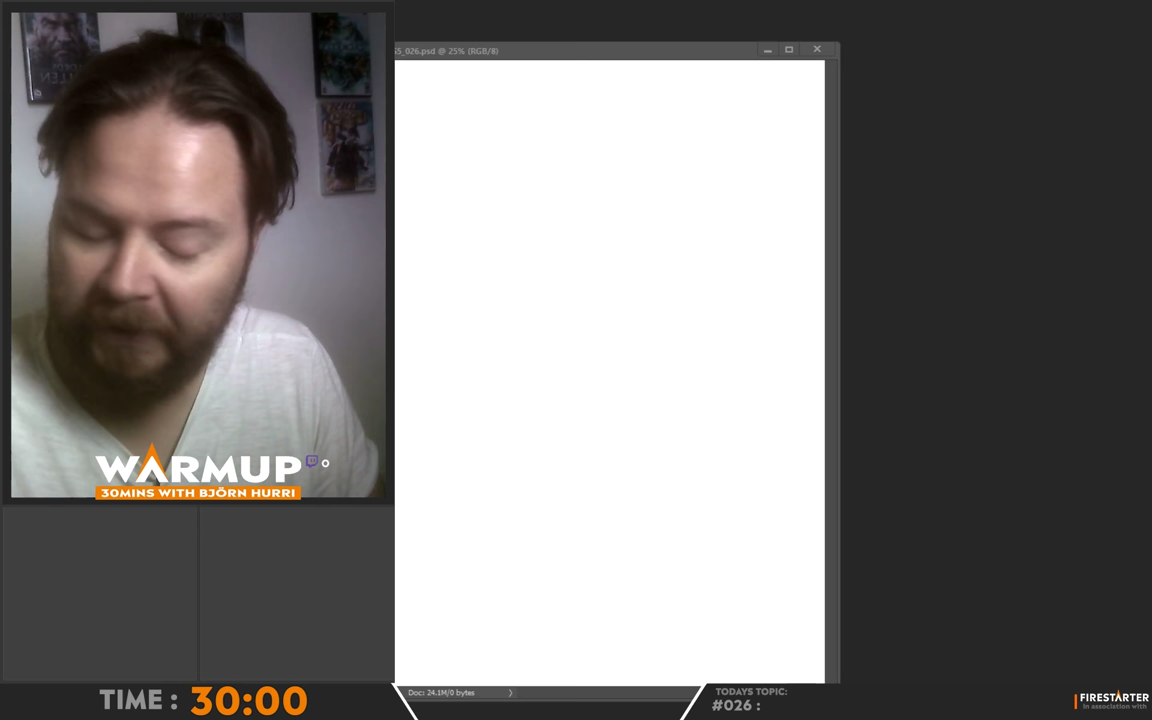 S5_026.psd @ 25% (RGB/8)
WARMUP
30MINS WITH BJÖRN HURRI
TIME : 30:00
Doc: 24.1M/0 bytes
TODAYS TOPIC:
#026 :
FIRESTARTER
In association with